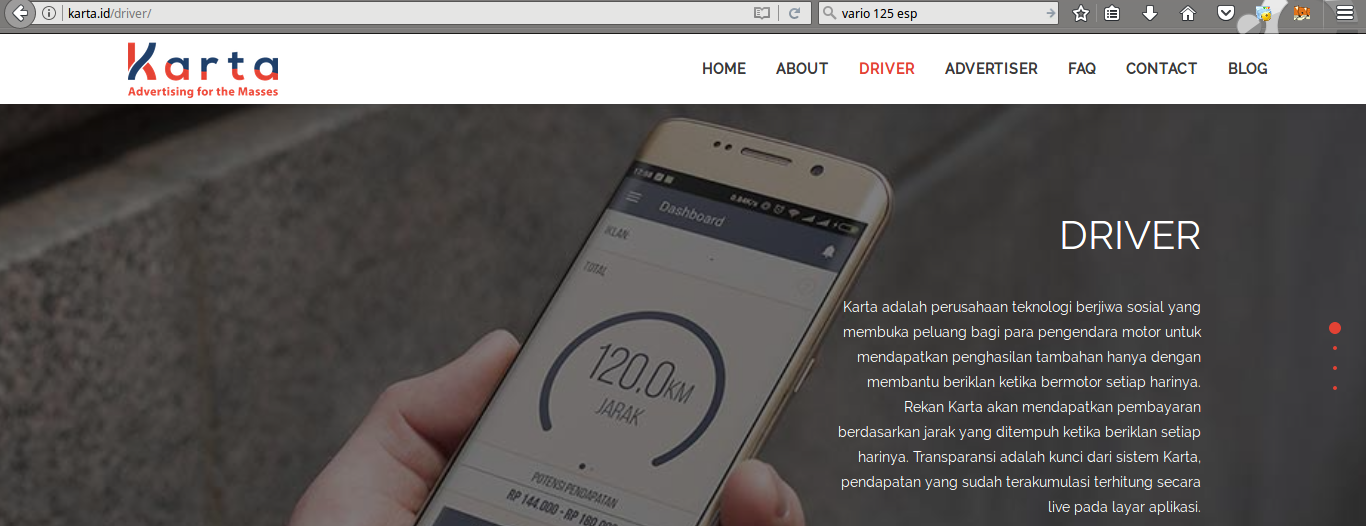 karta.id/driver/
vario 125 esp
Karta
Advertising for the Masses
HOME ABOUT DRIVER ADVERTISER FAQ CONTACT BLOG
17:08
Dashboard
IKLAN
TOTAL
120.0KM
JARAK
POTENSI PENDAPATAN
RP 144.000 - RP 180.000
DRIVER
Karta adalah perusahaan teknologi berjiwa sosial yang
membuka peluang bagi para pengendara motor untuk
mendapatkan penghasilan tambahan hanya dengan
membantu beriklan ketika bermotor setiap harinya.
Rekan Karta akan mendapatkan pembayaran
berdasarkan jarak yang ditempuh ketika beriklan setiap
harinya. Transparansi adalah kunci dari sistem Karta,
pendapatan yang sudah terakumulasi terhitung secara
live pada layar aplikasi.